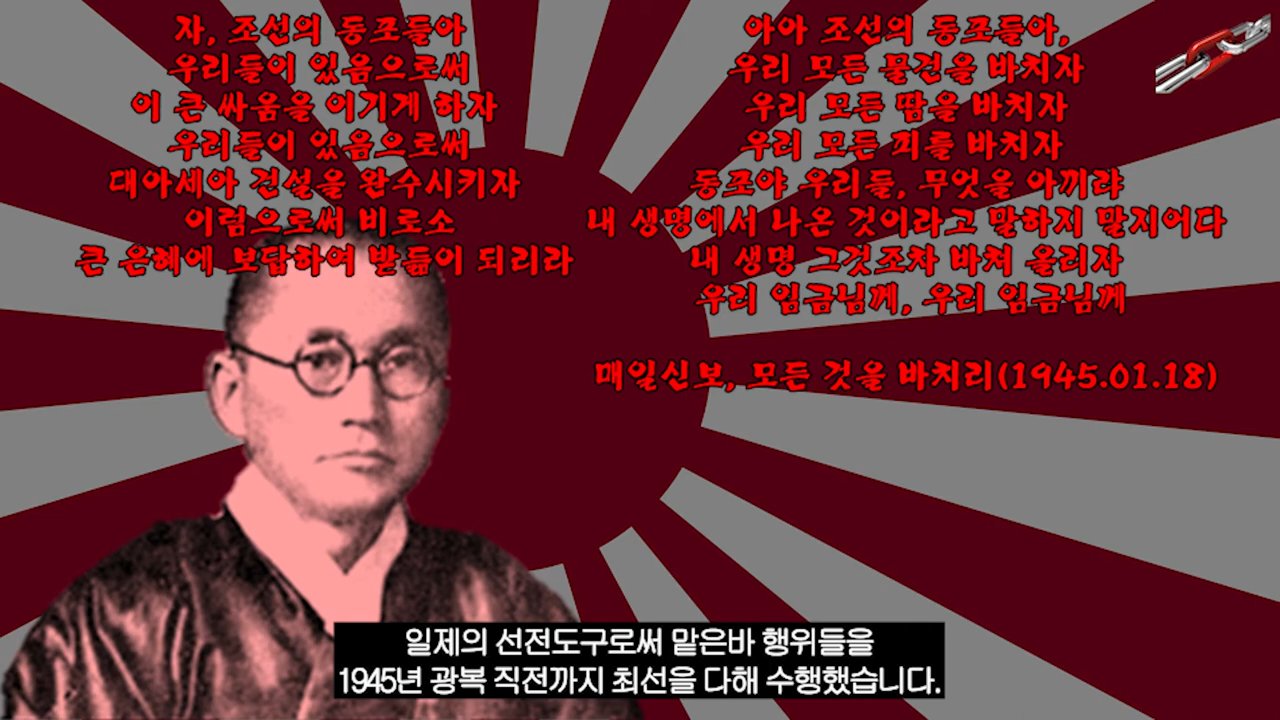 자, 조선의 동포들아
우리들이 있음으로써
이 큰 싸움을 이기게 하자
우리들이 있음으로써
대아세아 건설을 완수시키자
이럼으로써 비로소
큰 은혜에 보답하여 받듦이 되리라
아아 조선의 동포들아,
우리 모든 물건을 바치자
우리 모든 땀을 바치자
우리 모든 피를 바치자
동포야 우리들, 무엇을 아끼랴
내 생명에서 나온 것이라고 말하지 말지어다
내 생명 그것조차 바쳐 올리자
우리 임금님께, 우리 임금님께
매일신보, 모든 것을 바치리(1945.01.18)
일제의 선전도구로써 맡은바 행위들을
1945년 광복 직전까지 최선을 다해 수행했습니다.